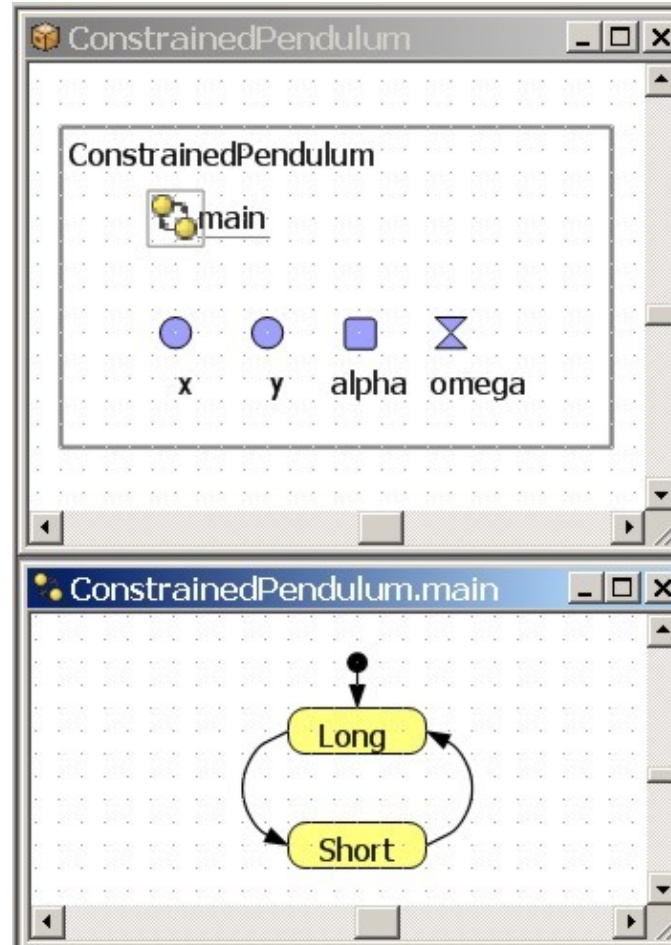 ConstrainedPendulum
ConstrainedPendulum
main
x y alpha omega
ConstrainedPendulum.main
Long
Short